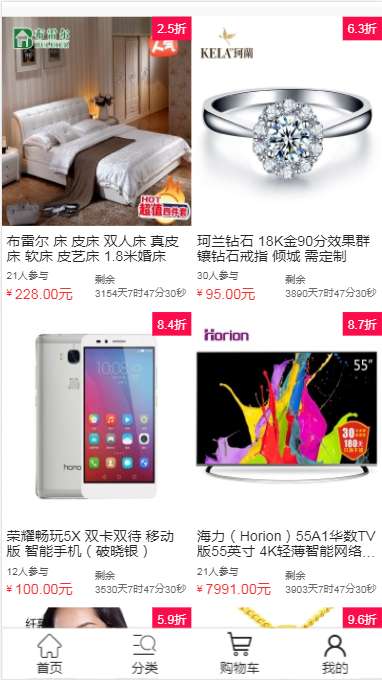 布雷尔
2.5折
人气
HOT
超值四件套
KELA珂蘭
6.3折
布雷尔 床 皮床 双人床 真皮
床 软床 皮艺床 1.8米婚床
21人参与
剩余
¥ 228.00元
3154天7时47分30秒
珂兰钻石 18K金90分效果群
镶钻石戒指 倾城 需定制
30人参与
剩余
¥ 95.00元
3890天7时47分30秒
8.4折
10:08
honor
Horion
8.7折
55"
30天
180天
荣耀畅玩5X 双卡双待 移动
版 智能手机（破晓银）
12人参与
剩余
¥ 100.00元
3530天7时47分30秒
海力（Horion）55A1华数TV
版55英寸 4K轻薄智能网络...
21人参与
剩余
¥ 7991.00元
3903天7时47分30秒
5.9折
9.6折
首页
分类
购物车
我的